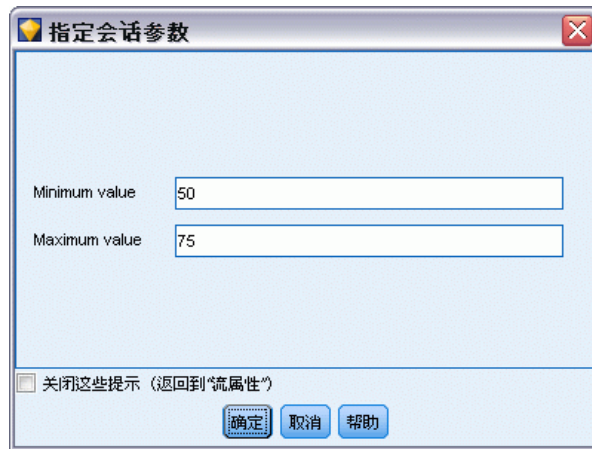 指定会话参数
Minimum value 50
Maximum value 75
关闭这些提示（返回到“流属性”）
确定 取消 帮助